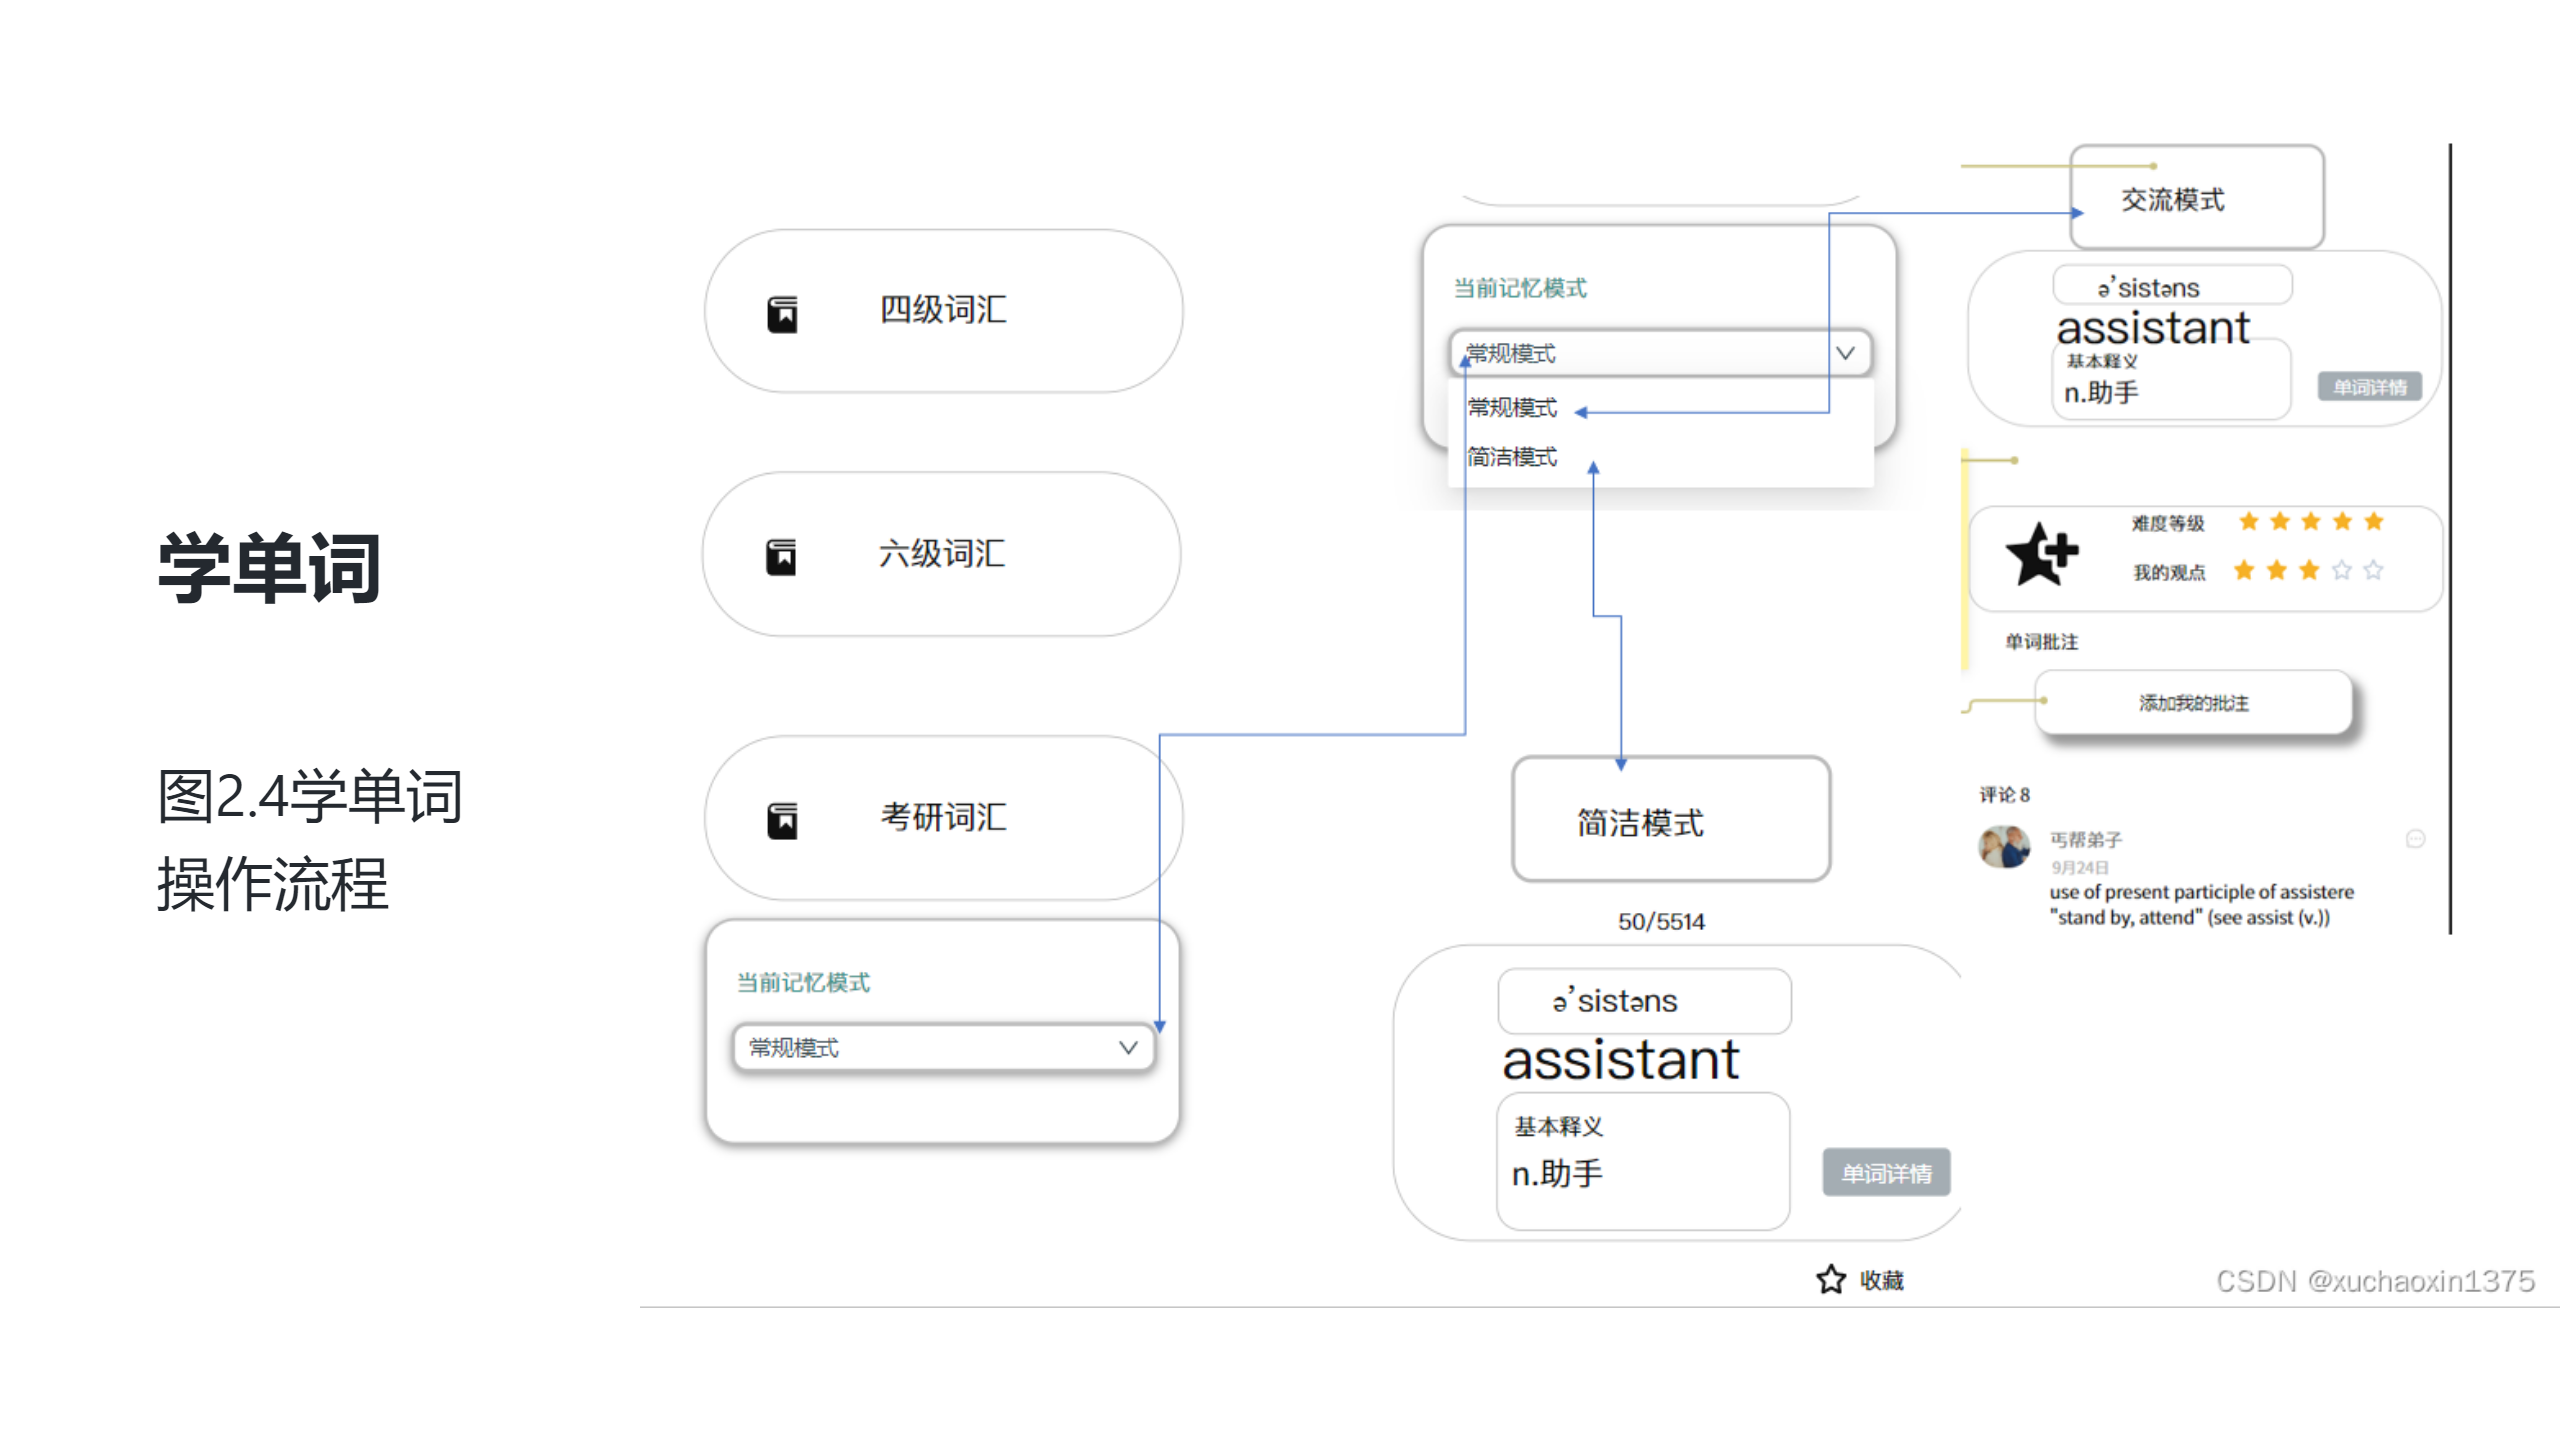 学单词
图2.4学单词
操作流程
四级词汇
六级词汇
考研词汇
当前记忆模式
常规模式
当前记忆模式
常规模式
常规模式
简洁模式
简洁模式
50/5514
ə’sistəns
assistant
基本释义
n.助手
单词详情
收藏
交流模式
ə’sistəns
assistant
基本释义
n.助手
单词详情
难度等级
我的观点
单词批注
添加我的批注
评论 8
丐帮弟子
9月24日
use of present participle of assistere
"stand by, attend" (see assist (v.))
CSDN @xuchaoxin1375